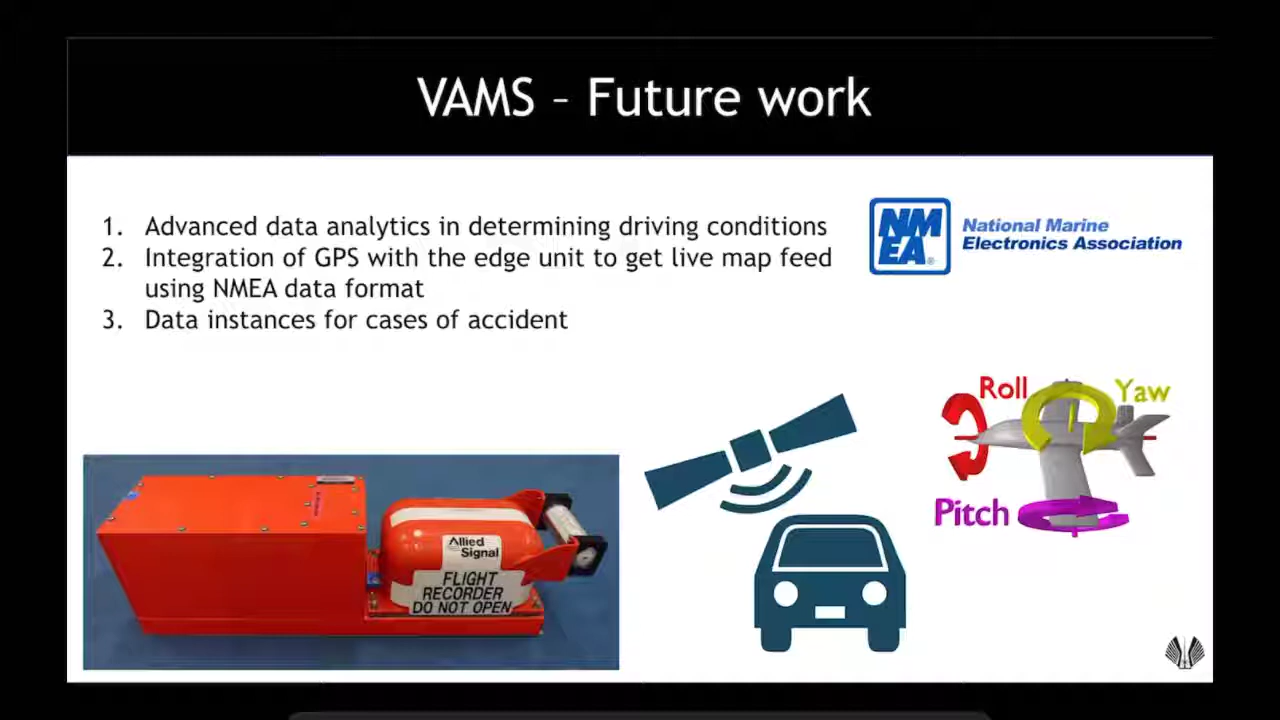 VAMS – Future work
1. Advanced data analytics in determining driving conditions
2. Integration of GPS with the edge unit to get live map feed
using NMEA data format
3. Data instances for cases of accident
NM
EA®
National Marine
Electronics Association
Roll
Yaw
Pitch
Allied
Signal
FLIGHT
RECORDER
DO NOT OPEN